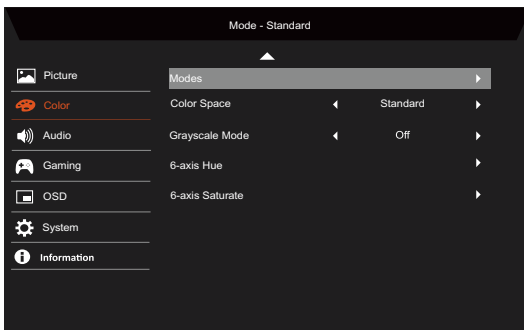 Mode - Standard
Picture
Color
Audio
Gaming
OSD
System
Information
Modes
Color Space Standard
Grayscale Mode Off
6-axis Hue
6-axis Saturate